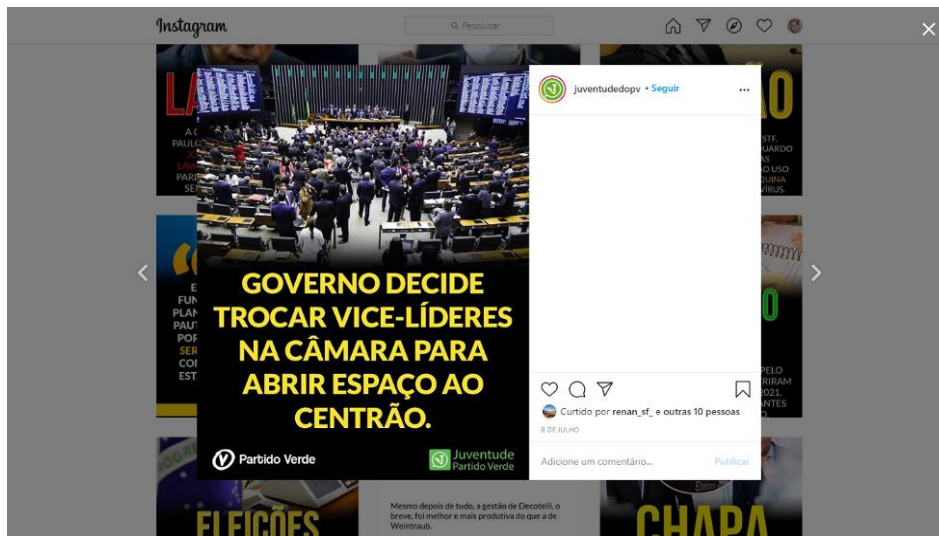 Instagram
Pesquisar
juventudedopv • Seguir
GOVERNO DECIDE
TROCAR VICE-LÍDERES
NA CÂMARA PARA
ABRIR ESPAÇO AO
CENTRÃO.
Partido Verde
Juventude
Partido Verde
Curtido por renan_sf_ e outras 10 pessoas
8 DE JULHO
Adicione um comentário...
Publicar
ELEIÇÕES
Mesmo depois de tudo, a gestão de Decotelli, o
breve, foi melhor e mais produtiva do que a de
Weintraub.
CHAPA